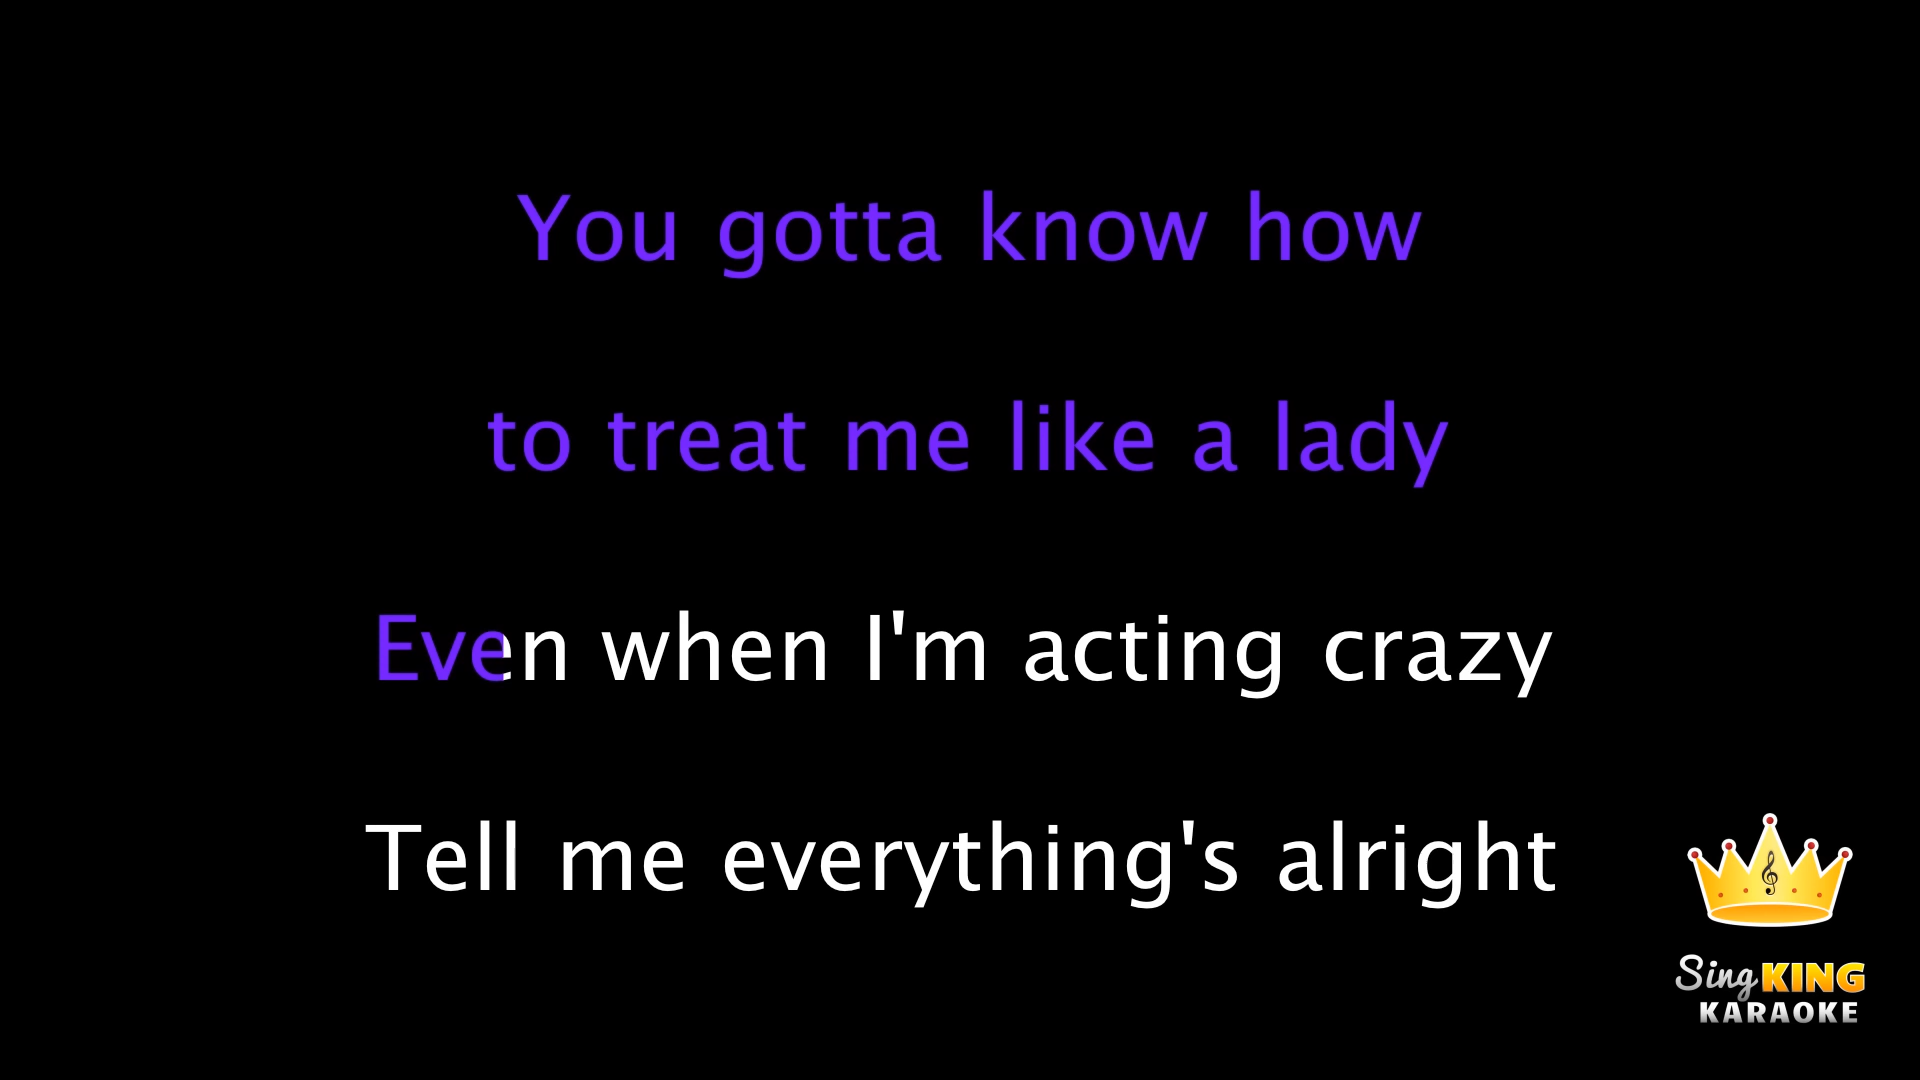 You gotta know how
to treat me like a lady
Even when I'm acting crazy
Tell me everything's alright
Sing KING
KARAOKE